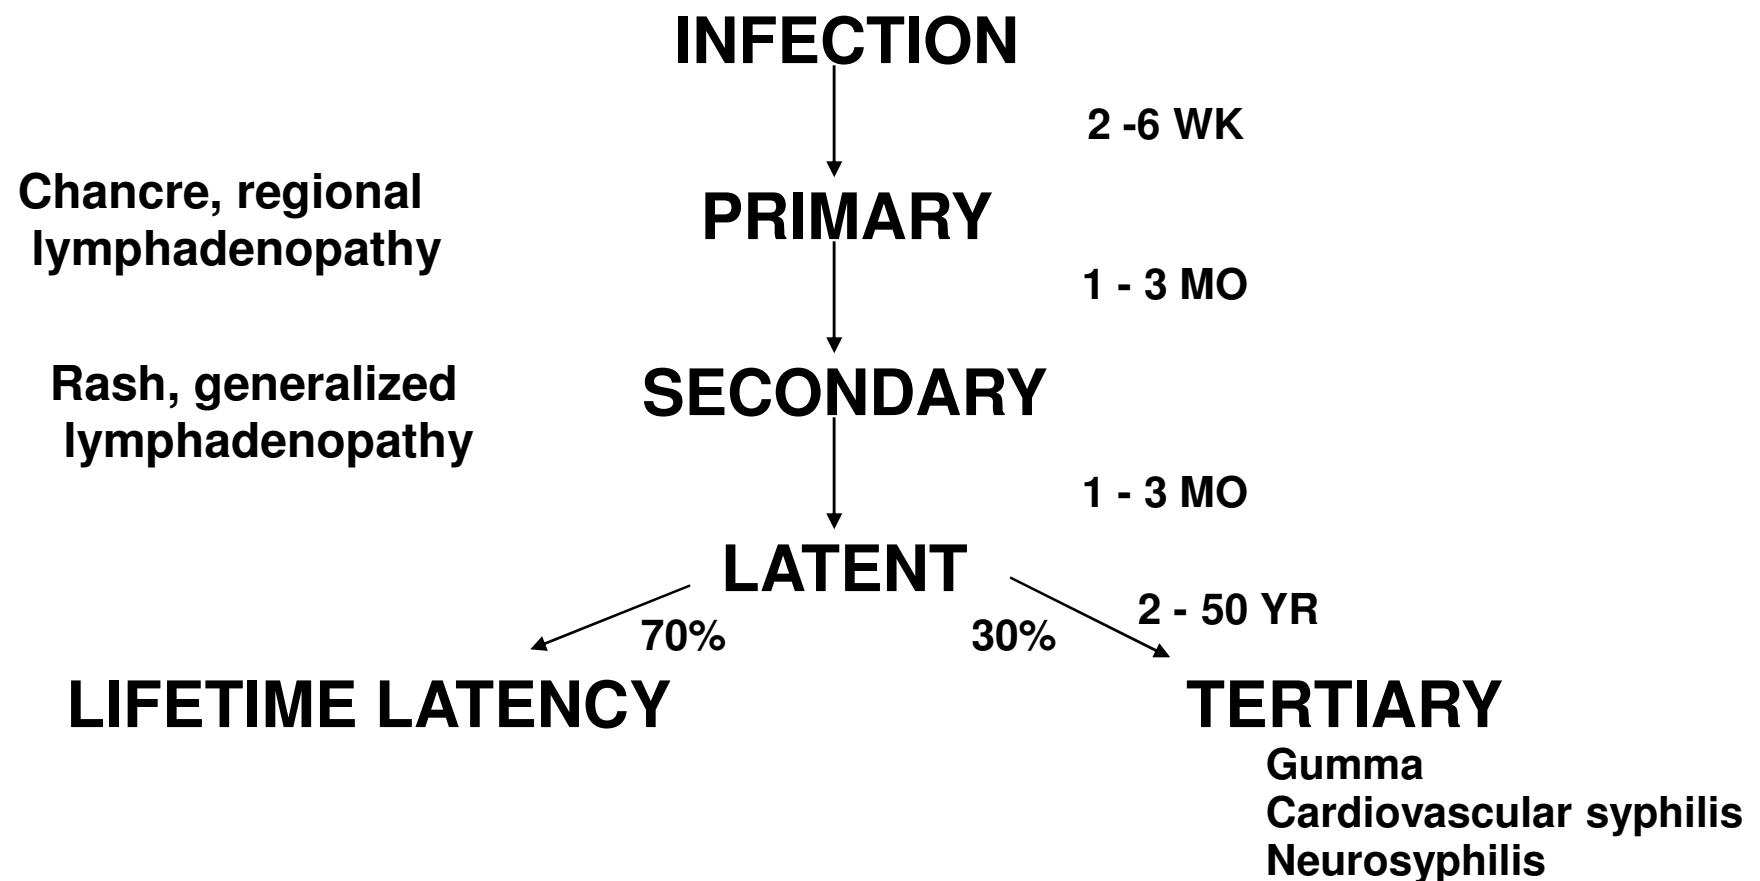 INFECTION
2 -6 WK
Chancre, regional
lymphadenopathy
PRIMARY
1 - 3 MO
Rash, generalized
lymphadenopathy
SECONDARY
1 - 3 MO
LATENT
2 - 50 YR
70%
30%
LIFETIME LATENCY
TERTIARY
Gumma
Cardiovascular syphilis
Neurosyphilis